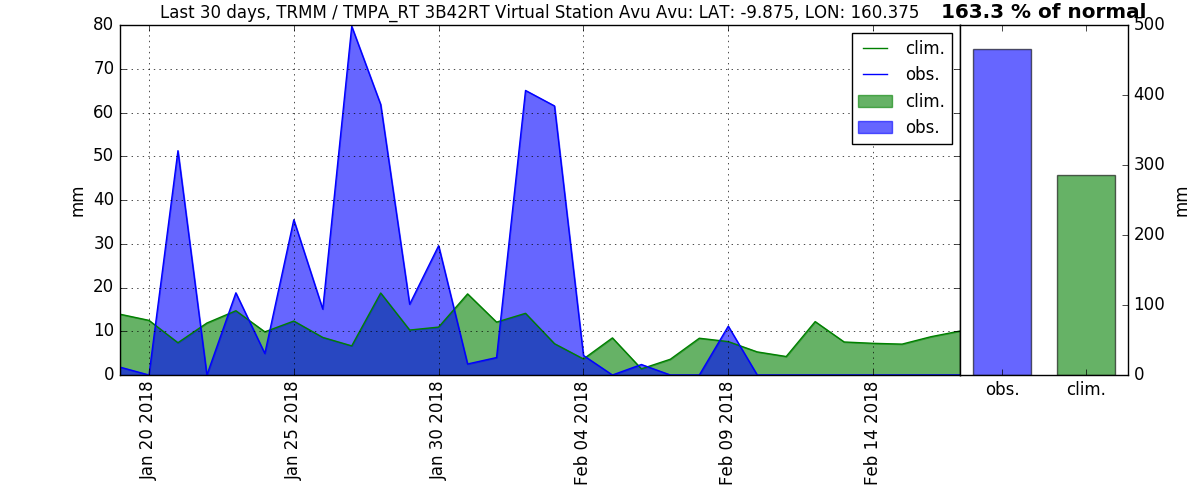 Last 30 days, TRMM / TMPA_RT 3B42RT Virtual Station Avu Avu: LAT: -9.875, LON: 160.375
163.3 % of normal
80
70
60
50
40
30
20
10
0
mm
clim.
obs.
clim.
obs.
500
400
300
200
100
0
mm
Jan 20 2018
Jan 25 2018
Jan 30 2018
Feb 04 2018
Feb 09 2018
Feb 14 2018
obs.
clim.